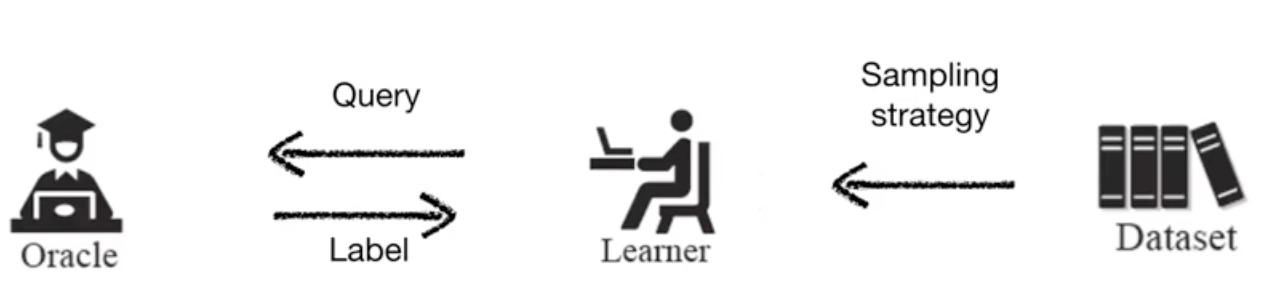 Query
Label
Oracle
Learner
Sampling
strategy
Dataset